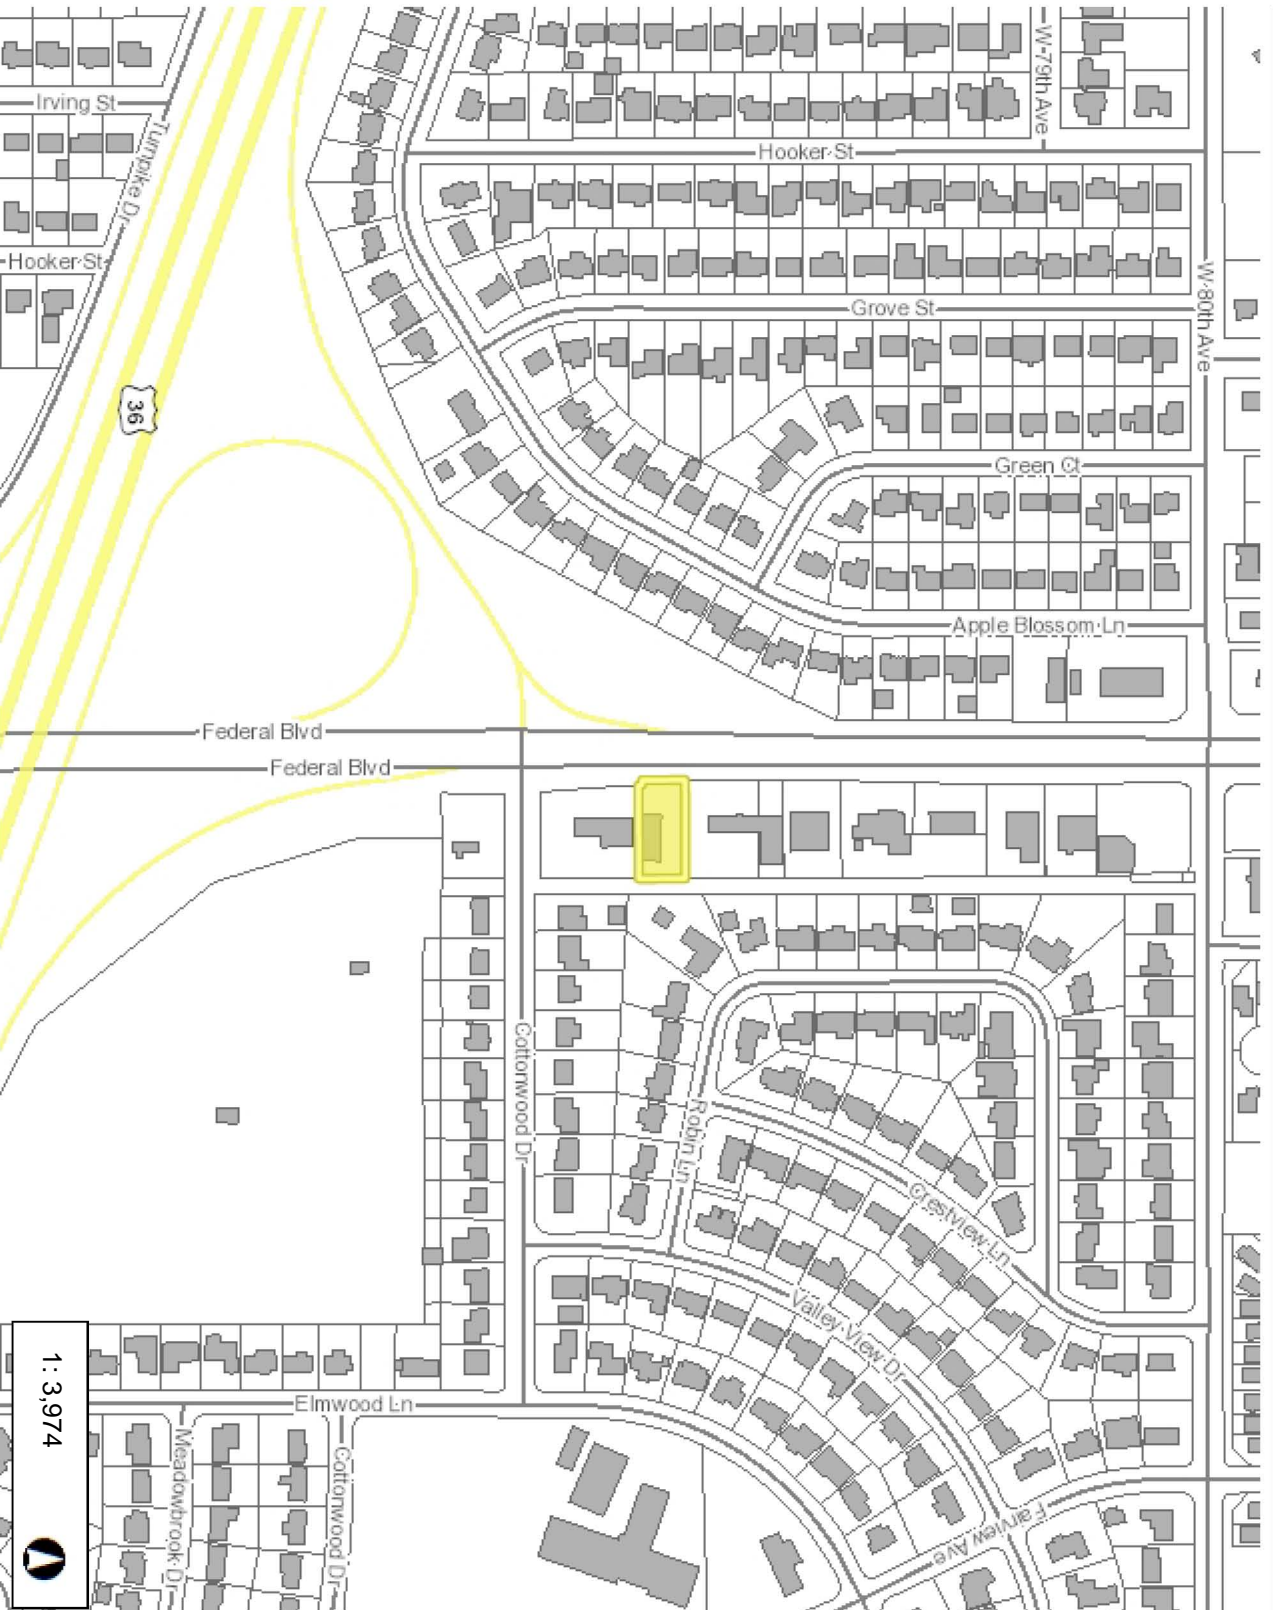 W 79th Ave
Irving St
Turnpike Dr
Hooker St
Hooker St
W 80th Ave
Grove St
36
Green Ct
Apple Blossom Ln
Federal Blvd
Federal Blvd
Cottonwood Dr
Robin Ln
Crestview Ln
Valley View Dr
1: 3,974
Elmwood Ln
Meadowbrook Dr
Cottonwood Dr
Fairview Ave